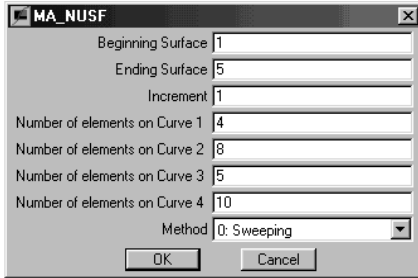 MA_NUSF
Beginning Surface 1
Ending Surface 5
Increment 1
Number of elements on Curve 1 4
Number of elements on Curve 2 8
Number of elements on Curve 3 5
Number of elements on Curve 4 10
Method 0: Sweeping
OK Cancel